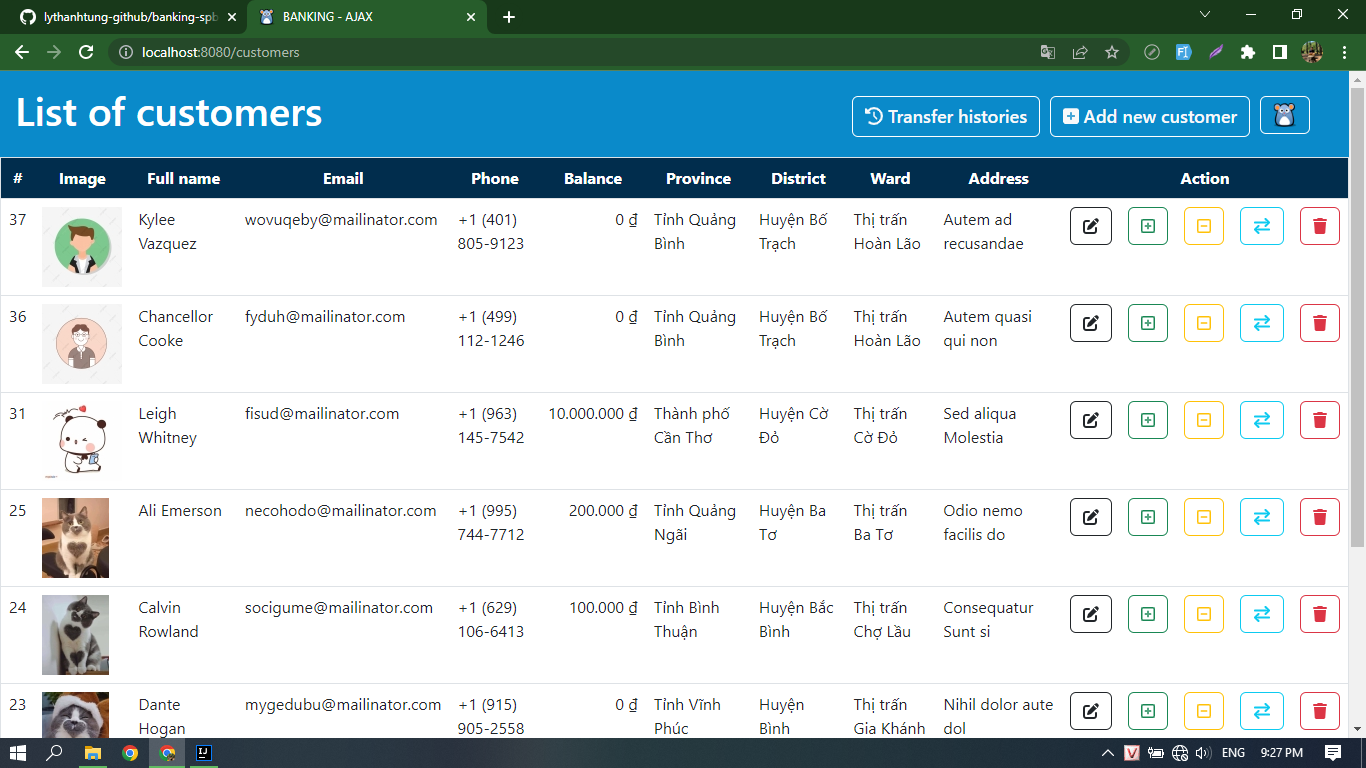 lythanhtung-github/banking-spb
BANKING - AJAX
localhost:8080/customers
List of customers
Transfer histories
Add new customer
# Image Full name Email Phone Balance Province District Ward Address Action
37 Kylee wovuqeby@mailinator.com +1 (401) 0 ₫ Tỉnh Quảng Huyện Bố Thị trấn Autem ad
Vazquez 805-9123 Bình Trạch Hoàn Lão recusandae
36 Chancellor fyduh@mailinator.com +1 (499) 0 ₫ Tỉnh Quảng Huyện Bố Thị trấn Autem quasi
Cooke 112-1246 Bình Trạch Hoàn Lão qui non
31 Leigh fisud@mailinator.com +1 (963) 10.000.000 ₫ Thành phố Huyện Cờ Thị trấn Sed aliqua
Whitney 145-7542 Cần Thơ Đỏ Cờ Đỏ Molestia
25 Ali Emerson necohodo@mailinator.com +1 (995) 200.000 ₫ Tỉnh Quảng Huyện Ba Thị trấn Odio nemo
744-7712 Ngãi Tơ Ba Tơ facilis do
24 Calvin socigume@mailinator.com +1 (629) 100.000 ₫ Tỉnh Bình Huyện Bắc Thị trấn Consequatur
Rowland 106-6413 Thuận Bình Chợ Lầu Sunt si
23 Dante mygedubu@mailinator.com +1 (915) 0 ₫ Tỉnh Vĩnh Huyện Thị trấn Nihil dolor aute
Hogan 905-2558 Phúc Bình Gia Khánh dol
ENG 9:27 PM